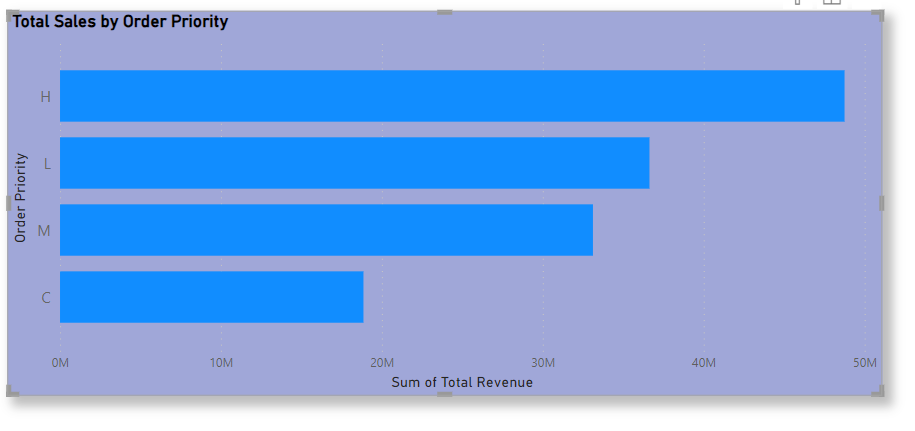 Total Sales by Order Priority
Order Priority
H
L
M
C
0M 10M 20M 30M 40M 50M
Sum of Total Revenue